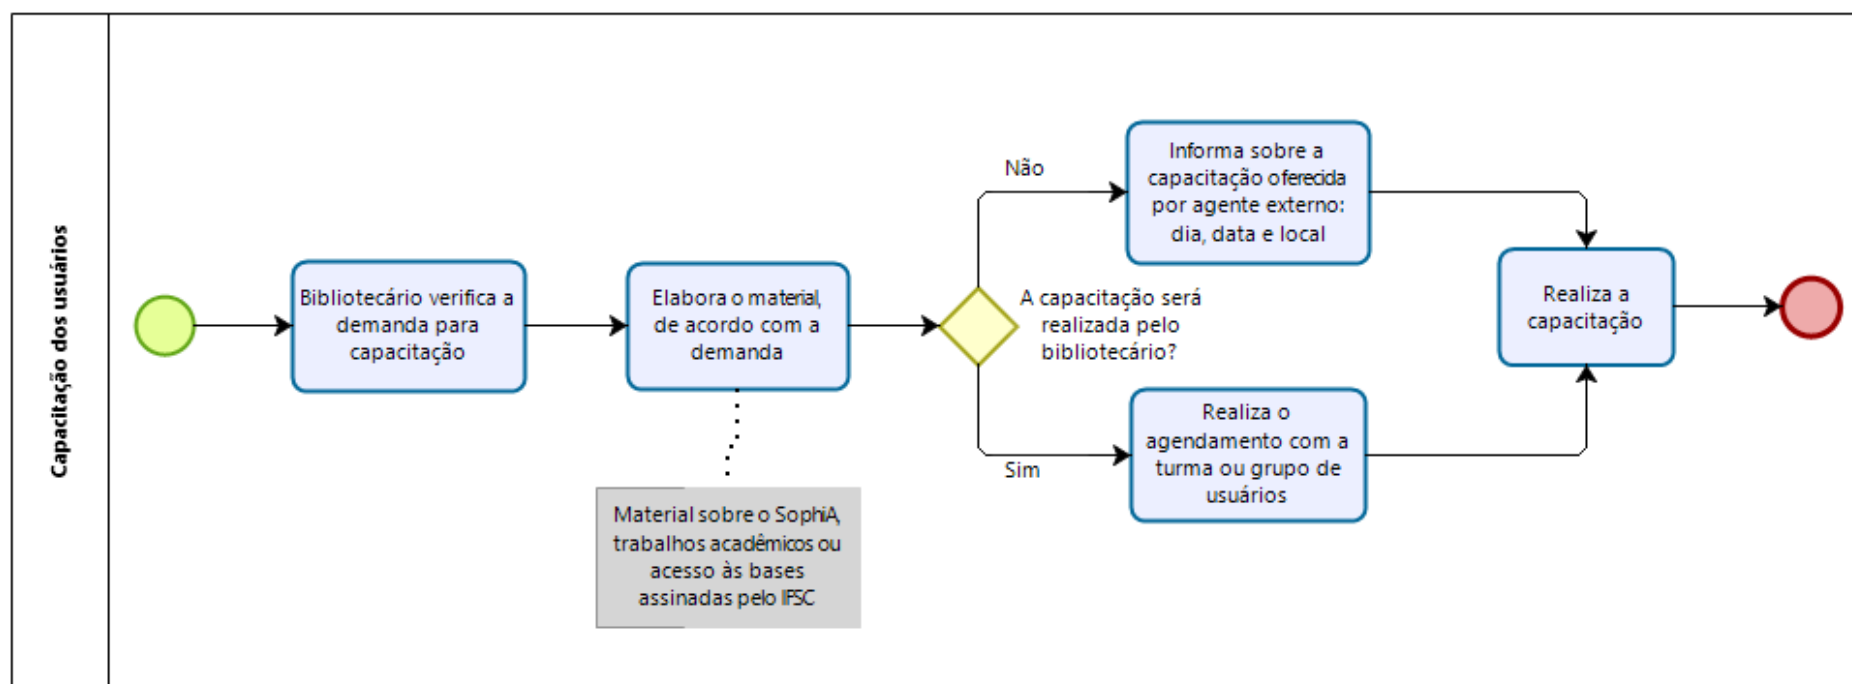 Capacitação dos usuários
Bibliotecário verifica a
demanda para
capacitação
Elabora o material,
de acordo com a
demanda
Material sobre o SophiA,
trabalhos acadêmicos ou
acesso às bases
assinadas pelo IFSC
A capacitação será
realizada pelo
bibliotecário?
Não
Informa sobre a
capacitação oferecida
por agente externo:
dia, data e local
Sim
Realiza o
agendamento com a
turma ou grupo de
usuários
Realiza a
capacitação